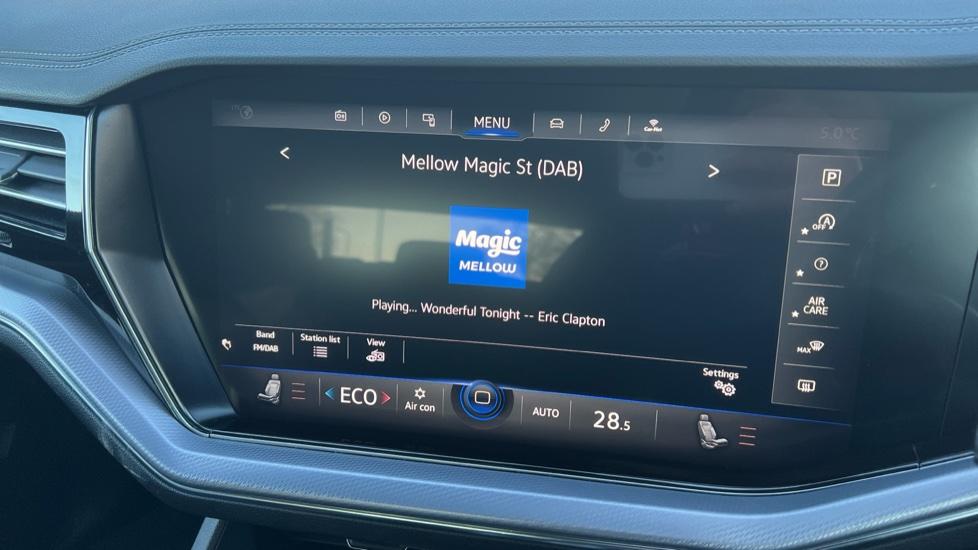 MENU
Car-Net
5.0°C
Mellow Magic St (DAB)
P
OFF A
Magic
MELLOW
AIR
CARE
Playing... Wonderful Tonight -- Eric Clapton
MAX
Band
FM/DAB
Station list
View
Settings
ECO
Air con
AUTO
28.5